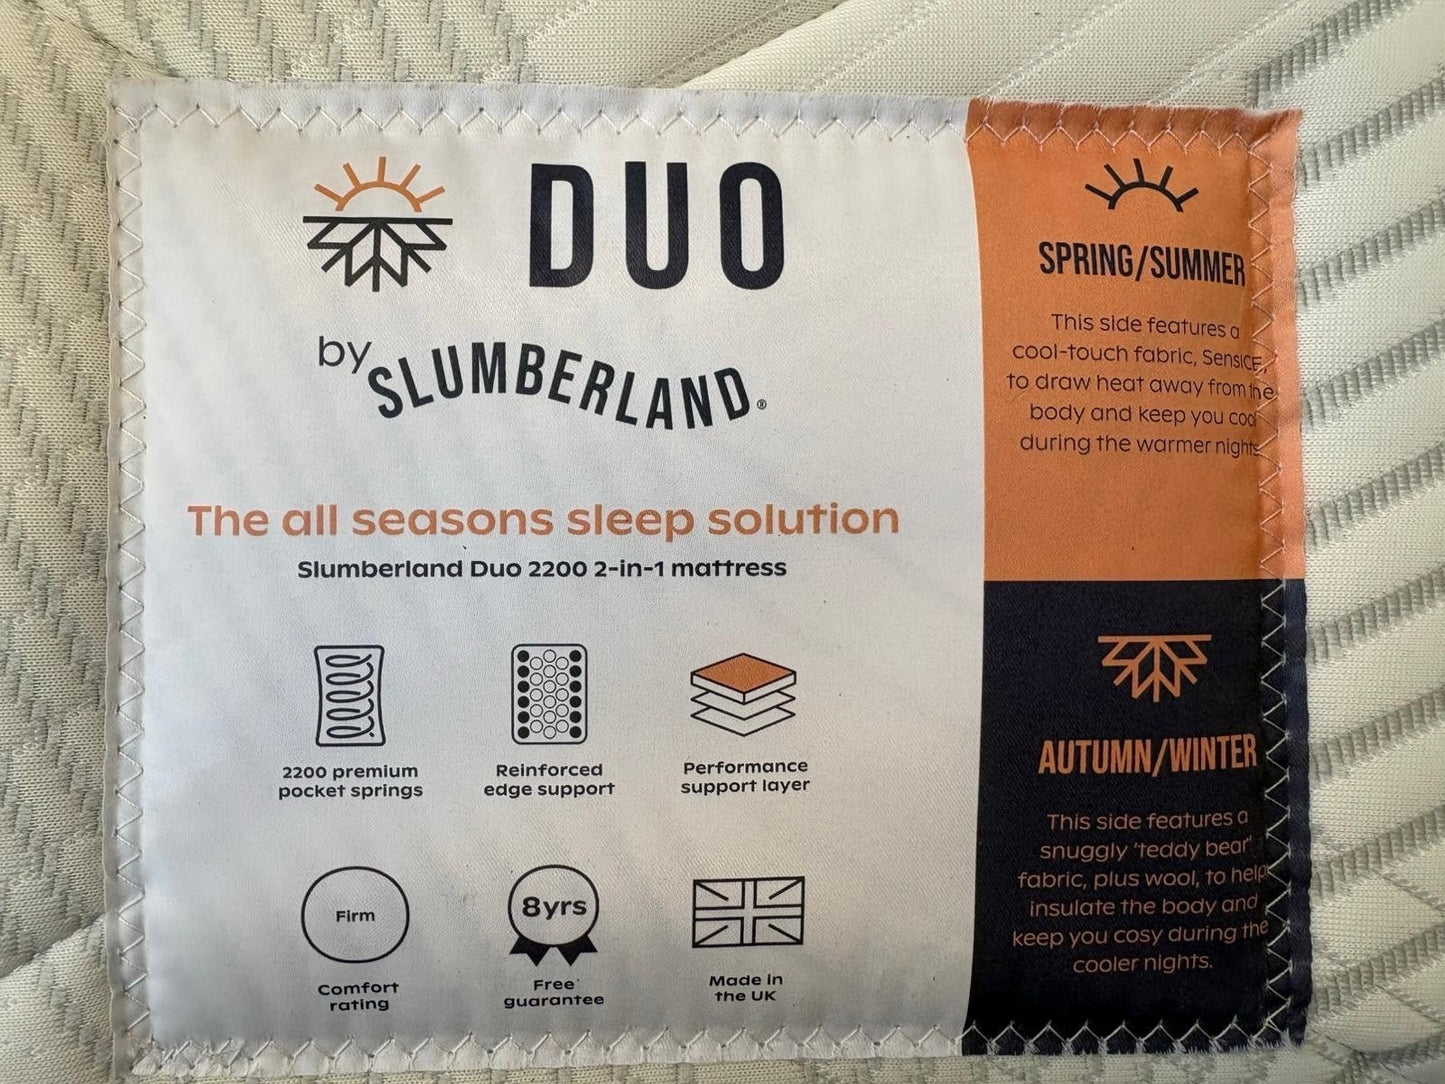 DUO
by SLUMBERLAND®
The all seasons sleep solution
Slumberland Duo 2200 2-in-1 mattress
2200 premium
pocket springs
Reinforced
edge support
Performance
support layer
Firm
Comfort
rating
8yrs
Free*
guarantee
Made in
the UK
SPRING/SUMMER
This side features a
cool-touch fabric, SensICE,
to draw heat away from the
body and keep you cool
during the warmer nights
AUTUMN/WINTER
This side features a
snuggly 'teddy bear'
fabric, plus wool, to help
insulate the body and
keep you cosy during the
cooler nights.